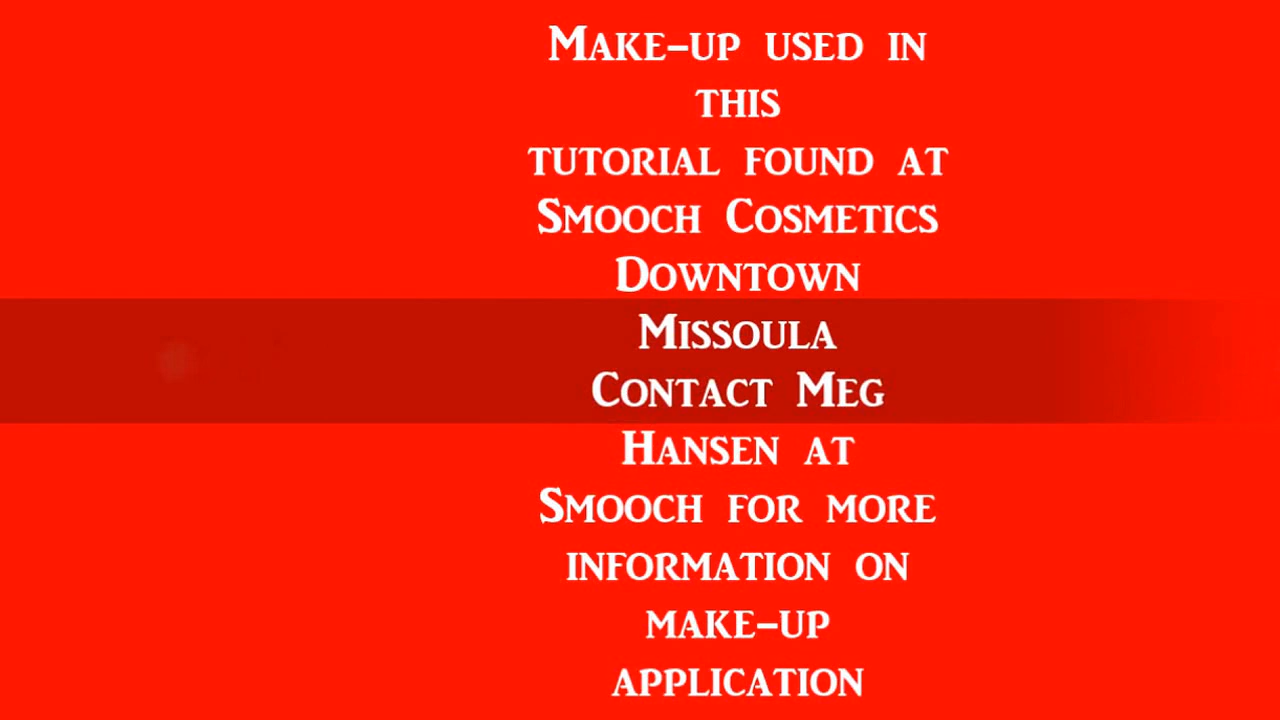 Make-up used in
this
tutorial found at
Smooch Cosmetics
Downtown
Missoula
Contact Meg
Hansen at
Smooch for more
information on
make-up
application